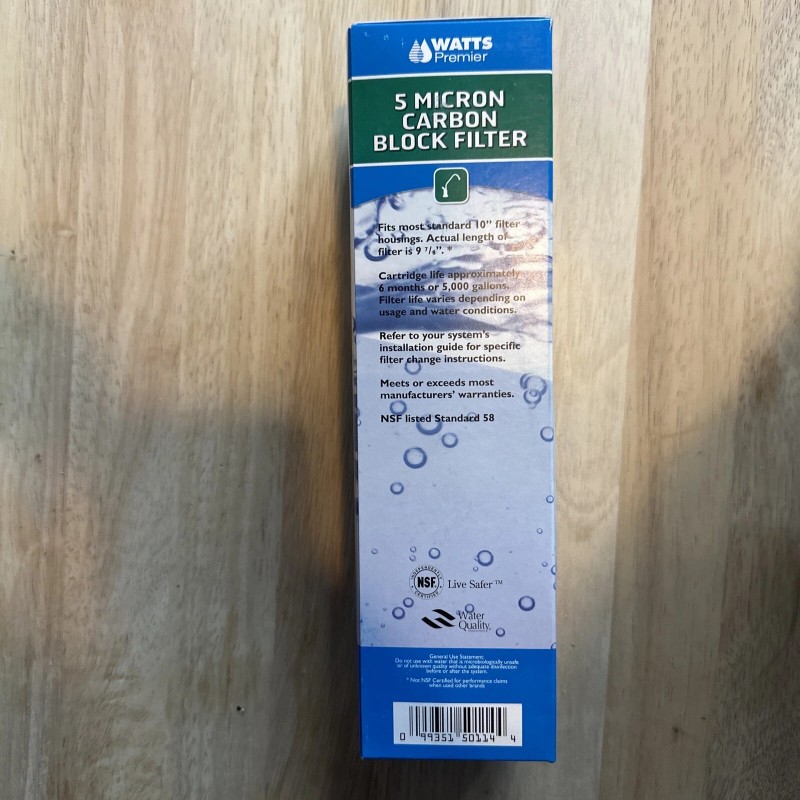 WATTS
Premier
5 MICRON
CARBON
BLOCK FILTER
Fits most standard 10" filter
housings. Actual length of
filter is 9 7/8". *
Cartridge life approximately
6 months or 5,000 gallons.
Filter life varies depending on
usage and water conditions.
Refer to your system's
installation guide for specific
filter change instructions.
Meets or exceeds most
manufacturers' warranties.
NSF listed Standard 58
INDEPENDENTLY
NSF.
CERTIFIED
Live Safer™
Water
Quality
General Use Statement:
Do not use with water that is microbiologically unsafe
or of unknown quality without adequate disinfection
before or after the system.
* Not NSF Certified for performance claims
when used other brands
0 99351 50114 4